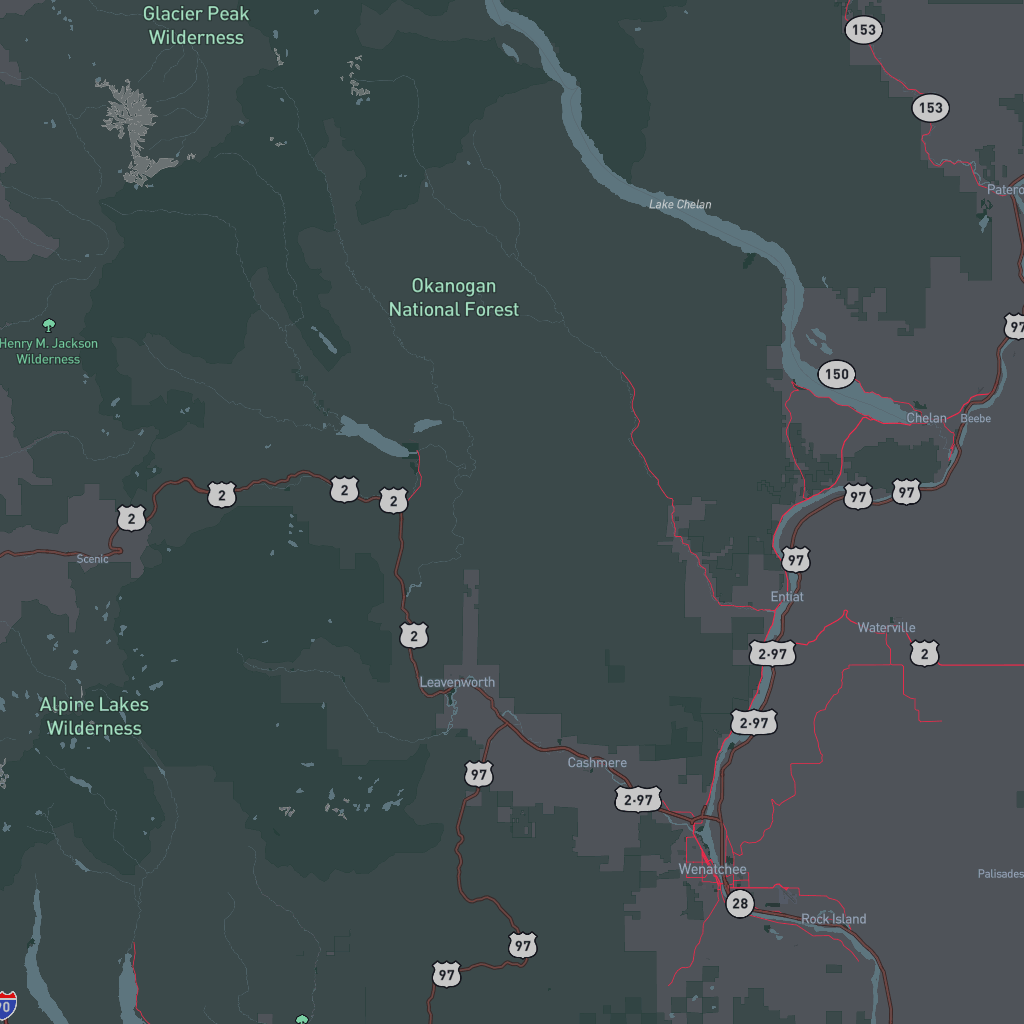 Glacier Peak
Wilderness
153
153
Lake Chelan
Okanogan
National Forest
Henry M. Jackson
Wilderness
97
150
Chelan
Beebe
2
2
2
2
97
97
Scenic
97
Entiat
2
Waterville
2·97
2
Leavenworth
Alpine Lakes
Wilderness
2·97
97
Cashmere
2·97
Wenatchee
Palisades
28
Rock Island
97
97